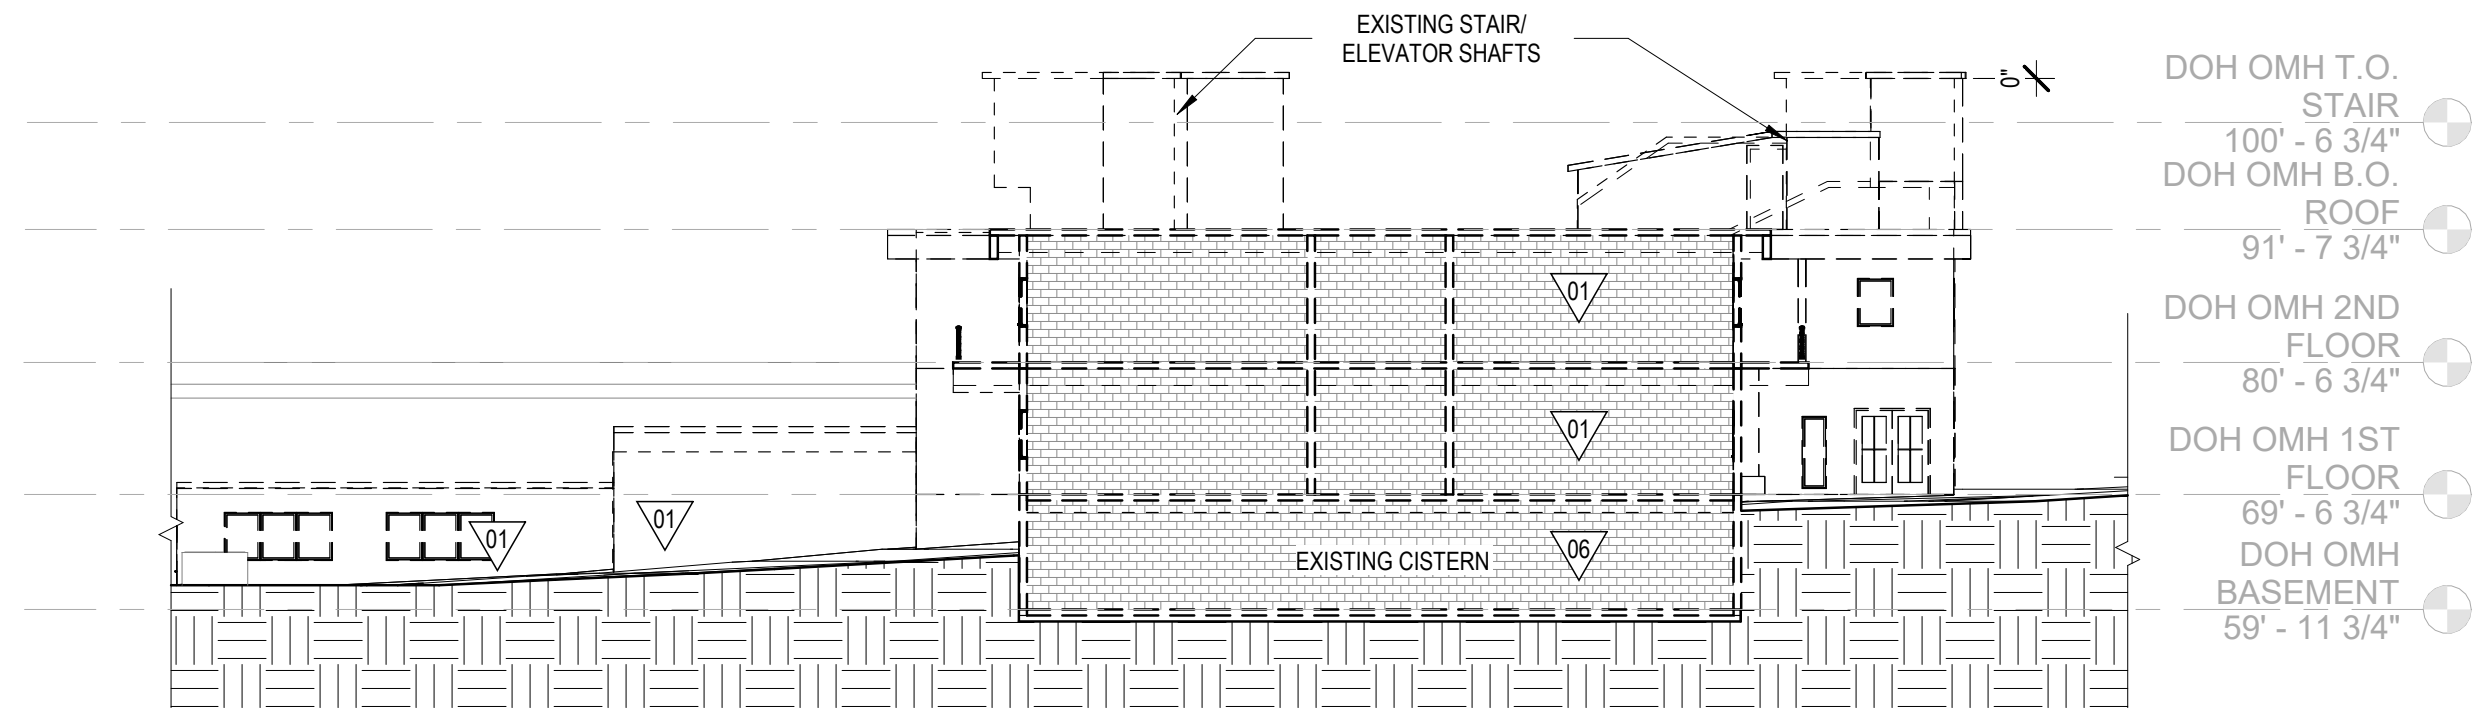 EXISTING STAIR/
ELEVATOR SHAFTS
0"
DOH OMH T.O.
STAIR
100' - 6 3/4"
DOH OMH B.O.
ROOF
91' - 7 3/4"
01
DOH OMH 2ND
FLOOR
80' - 6 3/4"
01
DOH OMH 1ST
FLOOR
69' - 6 3/4"
01
01
EXISTING CISTERN
06
DOH OMH
BASEMENT
59' - 11 3/4"